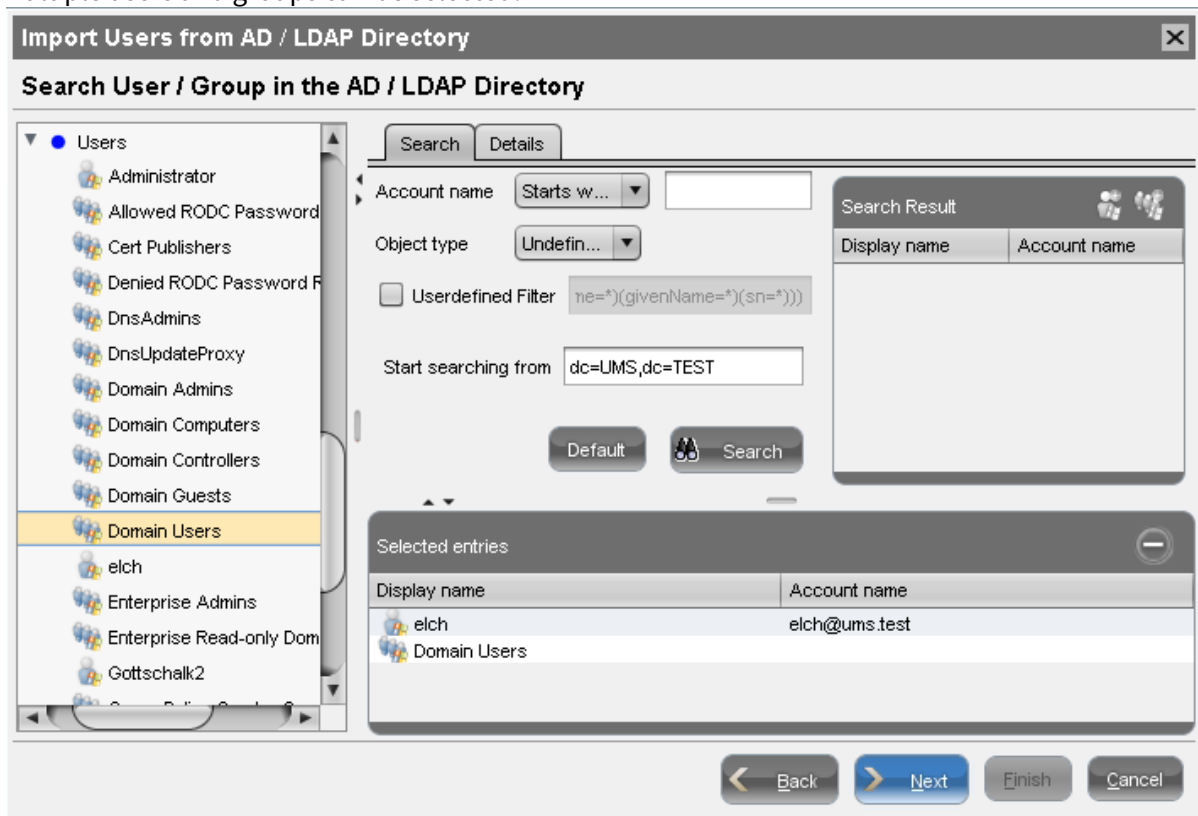 Import Users from AD / LDAP Directory
Search User / Group in the AD / LDAP Directory
Users
Administrator
Allowed RODC Password
Cert Publishers
Denied RODC Password R
DnsAdmins
DnsUpdateProxy
Domain Admins
Domain Computers
Domain Controllers
Domain Guests
Domain Users
elch
Enterprise Admins
Enterprise Read-only Dom
Gottschalk2
Search Details
Account name Starts w...
Object type Undefin...
Userdefined Filter ne=*)(givenName=*)(sn=*)))
Start searching from dc=UMS,dc=TEST
Default Search
Search Result
Display name Account name
Selected entries
Display name Account name
elch elch@ums.test
Domain Users
Back Next Finish Cancel